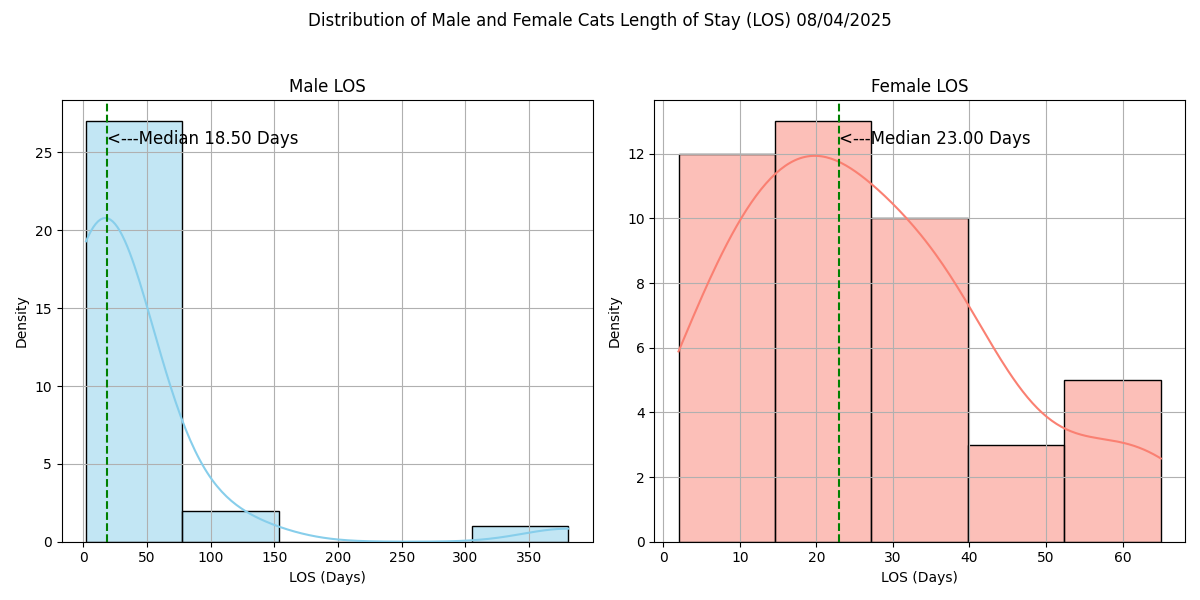 Distribution of Male and Female Cats Length of Stay (LOS) 08/04/2025
Male LOS
<---Median 18.50 Days
Density
25
20
15
10
5
0
0 50 100 150 200 250 300 350
LOS (Days)
Female LOS
<---Median 23.00 Days
Density
12
10
8
6
4
2
0
0 10 20 30 40 50 60
LOS (Days)